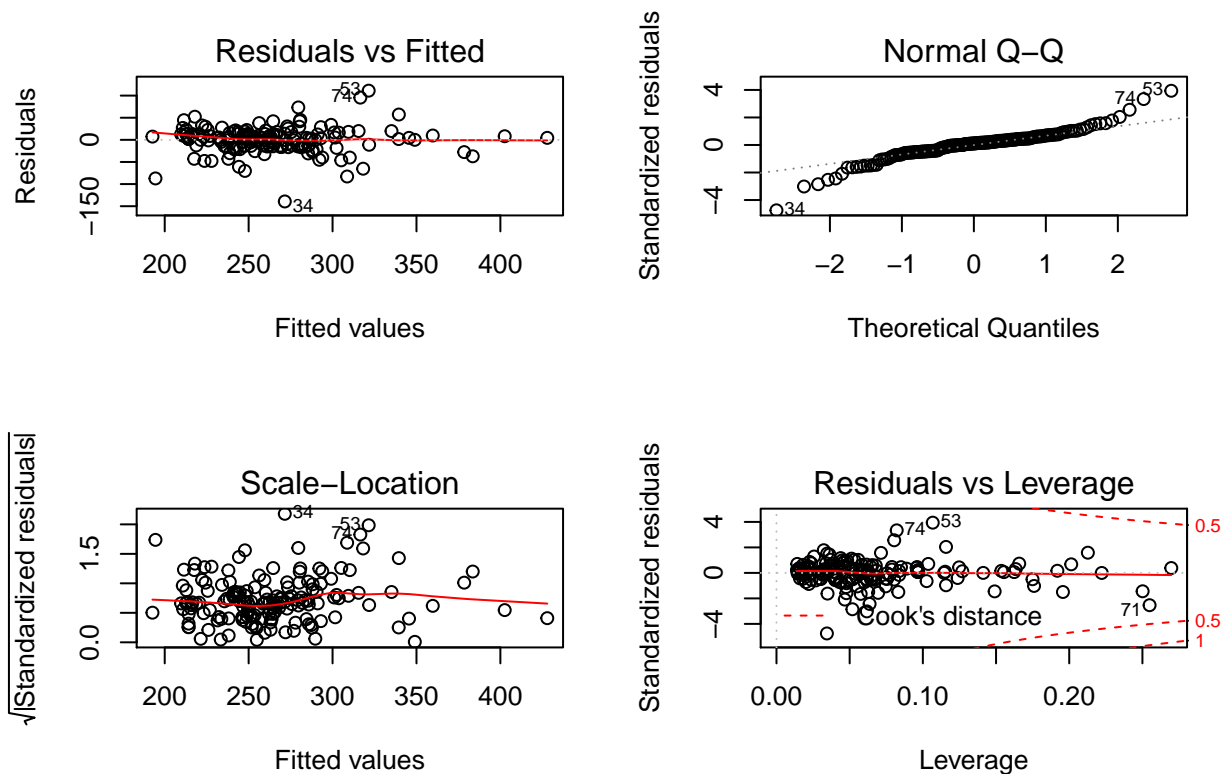 Residuals vs Fitted
Residuals
0
−150
53
74
34
200 250 300 350 400
Fitted values
Normal Q−Q
Standardized residuals
4
0
−4
53
74
34
−2 −1 0 1 2
Theoretical Quantiles
Scale−Location
√|Standardized residuals|
1.5
0.0
34
53
74
200 250 300 350 400
Fitted values
Residuals vs Leverage
Standardized residuals
4
0
−4
53
74
71
0.5
0.5
1
Cook's distance
0.00 0.10 0.20
Leverage